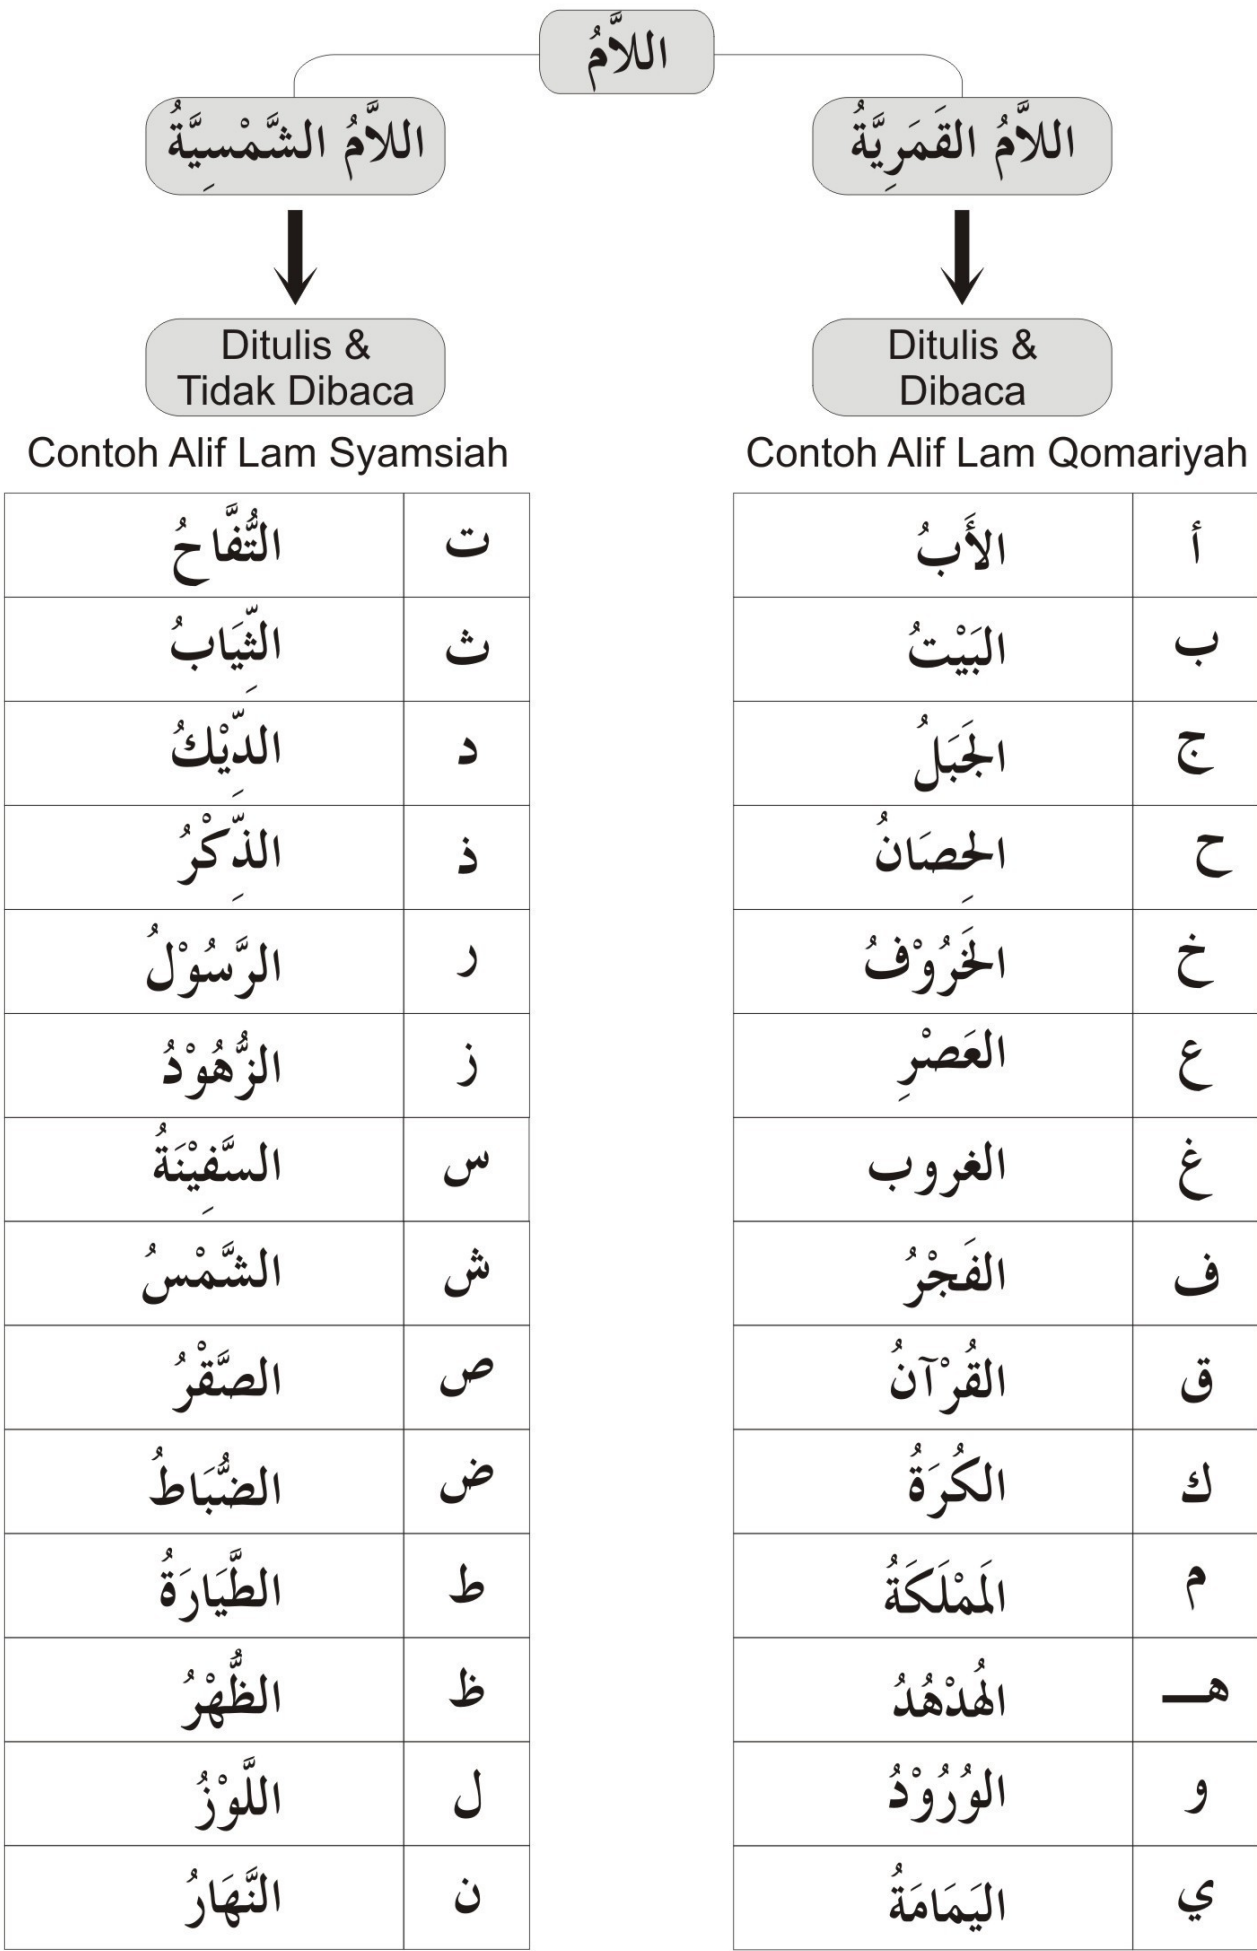 اللاَّمُ
اللاَّمُ القَمَرِيَّةُ
اللاَّمُ الشَّمْسِيَّةُ
Ditulis &
Tidak Dibaca
Ditulis &
Dibaca
Contoh Alif Lam Syamsiah
ت التُّفَّاحُ
ث الثِّيَابُ
د الدِّيْكُ
ذ الذِّكْرُ
ر الرَّسُوْلُ
ز الزُّهُوْدُ
س السَّفِيْنَةُ
ش الشَّمْسُ
ص الصَّقْرُ
ض الضُّبَاطُ
ط الطَّيَارَةُ
ظ الظُّهْرُ
ل اللَّوْزُ
ن النَّهَارُ
Contoh Alif Lam Qomariyah
أ الأَبُ
ب البَيْتُ
ج الجَبَلُ
ح الحِصَانُ
خ الخَرُوْفُ
ع العَصْرِ
غ الغروب
ف الفَجْرُ
ق القُرْآنُ
ك الكُرَةُ
م المَمْلَكَةُ
هـ الهُدْهُدُ
و الوُرُوْدُ
ي اليَمَامَةُ